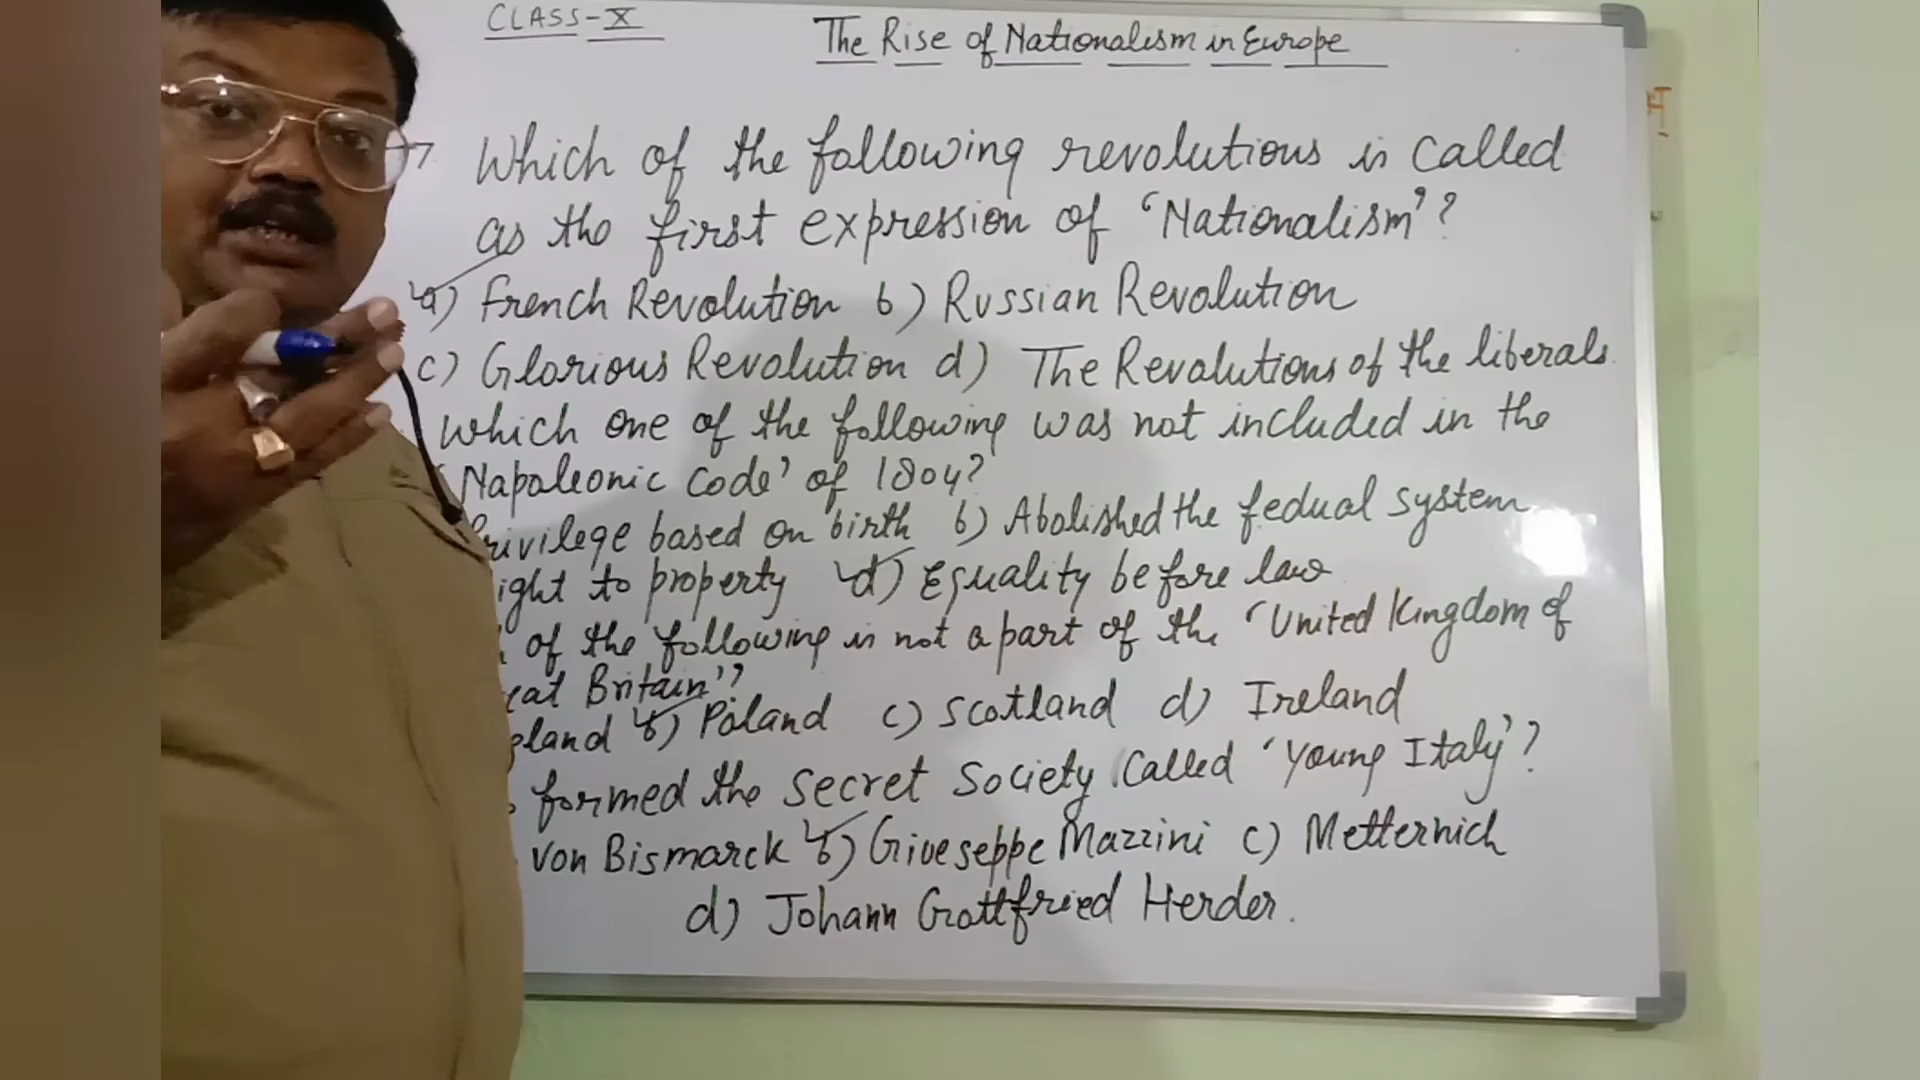 CLASS-X
The Rise of Nationalism in Europe
Which of the following revolutions is called
as the first expression of 'Nationalism'?
a) French Revolution b) Russian Revolution
c) Glorious Revolution d) The Revolutions of the liberals
which one of the following was not included in the
'Napoleonic Code' of 1804?
rivilege based on birth b) Abolished the fedual system
ight to property d) Equality before law
of the following is not a part of the 'United Kingdom of
eat Britain'?
gland b) Poland c) Scotland d) Ireland
formed the secret society called 'Young Italy'?
von Bismarck b) Giueseppe Mazzini c) Metternich
d) Johann Grottfried Herder.